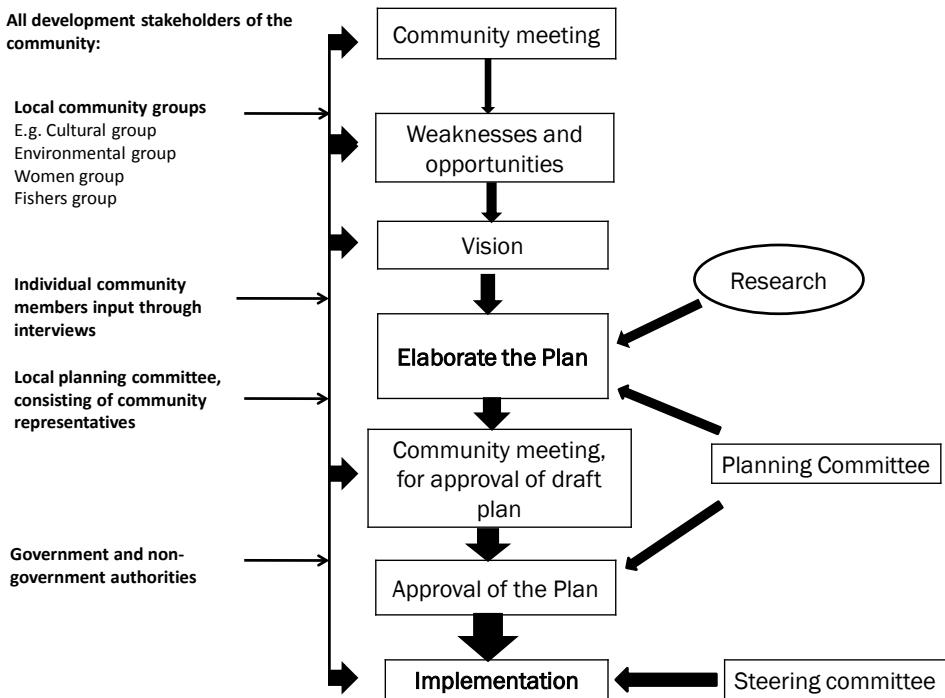 All development stakeholders of the
community:
Local community groups
E.g. Cultural group
Environmental group
Women group
Fishers group
Individual community
members input through
interviews
Local planning committee,
consisting of community
representatives
Government and non-
government authorities
Community meeting
Weaknesses and
opportunities
Vision
Elaborate the Plan
Community meeting,
for approval of draft
plan
Approval of the Plan
Implementation
Research
Planning Committee
Steering committee